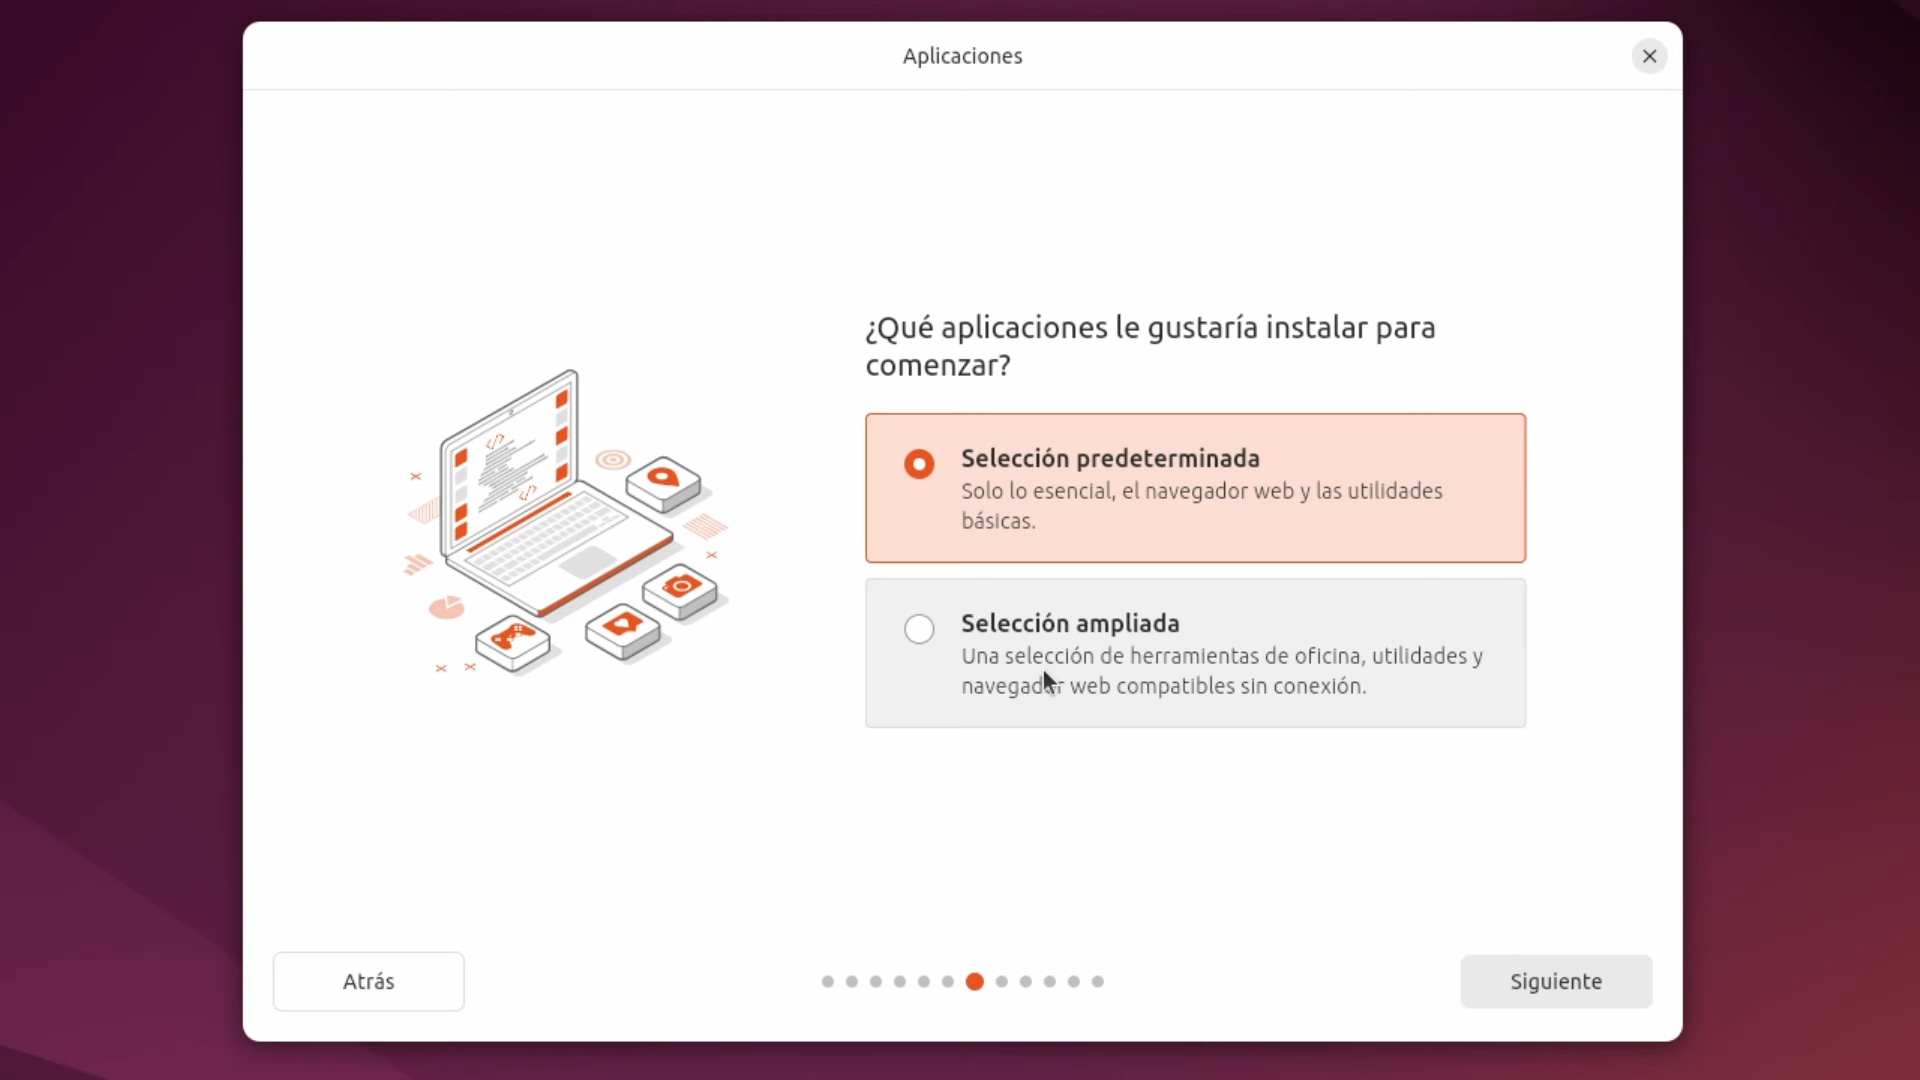 Aplicaciones
¿Qué aplicaciones le gustaría instalar para
comenzar?
Selección predeterminada
Solo lo esencial, el navegador web y las utilidades
básicas.
Selección ampliada
Una selección de herramientas de oficina, utilidades y
navegador web compatibles sin conexión.
Atrás
Siguiente